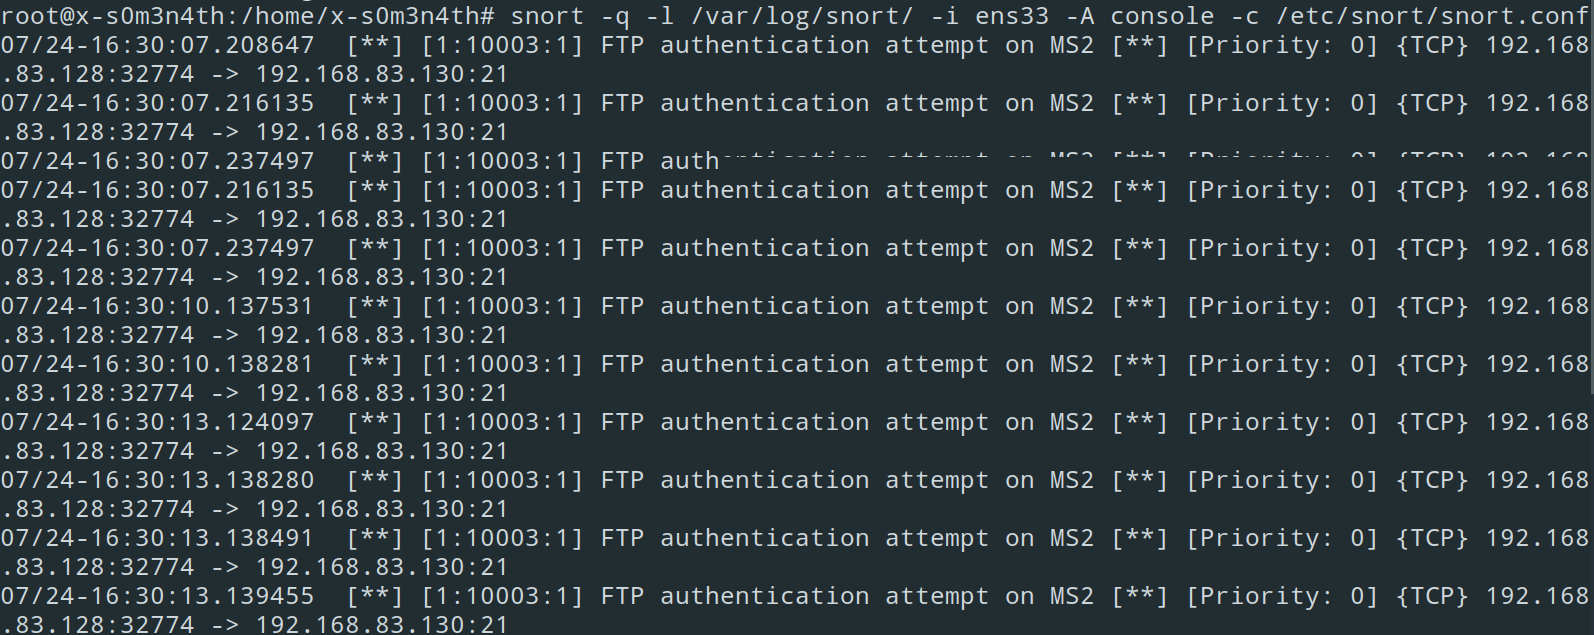 root@x-s0m3n4th:/home/x-s0m3n4th# snort -q -l /var/log/snort/ -i ens33 -A console -c /etc/snort/snort.conf
07/24-16:30:07.208647  [**] [1:10003:1] FTP authentication attempt on MS2 [**] [Priority: 0] {TCP} 192.168
.83.128:32774 -> 192.168.83.130:21
07/24-16:30:07.216135  [**] [1:10003:1] FTP authentication attempt on MS2 [**] [Priority: 0] {TCP} 192.168
.83.128:32774 -> 192.168.83.130:21
07/24-16:30:07.237497  [**] [1:10003:1] FTP auth
07/24-16:30:07.216135  [**] [1:10003:1] FTP authentication attempt on MS2 [**] [Priority: 0] {TCP} 192.168
.83.128:32774 -> 192.168.83.130:21
07/24-16:30:07.237497  [**] [1:10003:1] FTP authentication attempt on MS2 [**] [Priority: 0] {TCP} 192.168
.83.128:32774 -> 192.168.83.130:21
07/24-16:30:10.137531  [**] [1:10003:1] FTP authentication attempt on MS2 [**] [Priority: 0] {TCP} 192.168
.83.128:32774 -> 192.168.83.130:21
07/24-16:30:10.138281  [**] [1:10003:1] FTP authentication attempt on MS2 [**] [Priority: 0] {TCP} 192.168
.83.128:32774 -> 192.168.83.130:21
07/24-16:30:13.124097  [**] [1:10003:1] FTP authentication attempt on MS2 [**] [Priority: 0] {TCP} 192.168
.83.128:32774 -> 192.168.83.130:21
07/24-16:30:13.138280  [**] [1:10003:1] FTP authentication attempt on MS2 [**] [Priority: 0] {TCP} 192.168
.83.128:32774 -> 192.168.83.130:21
07/24-16:30:13.138491  [**] [1:10003:1] FTP authentication attempt on MS2 [**] [Priority: 0] {TCP} 192.168
.83.128:32774 -> 192.168.83.130:21
07/24-16:30:13.139455  [**] [1:10003:1] FTP authentication attempt on MS2 [**] [Priority: 0] {TCP} 192.168
.83.128:32774 -> 192.168.83.130:21